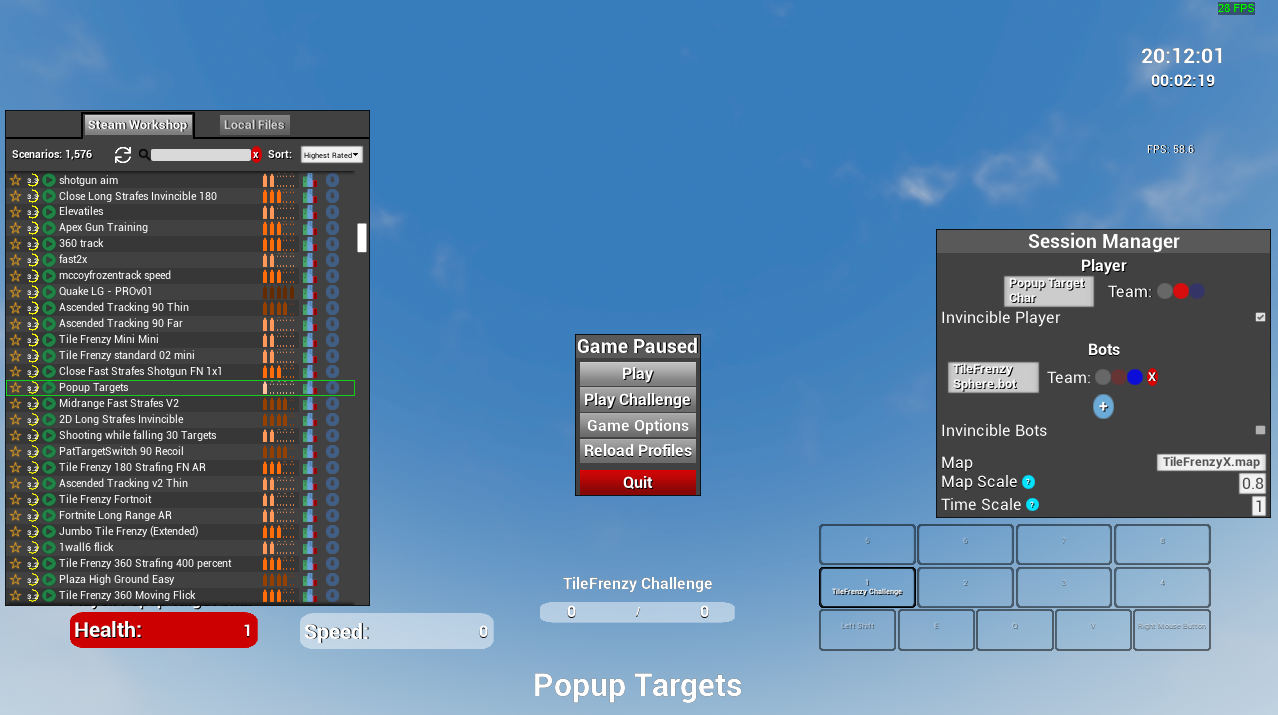 28 FPS
20:12:01
00:02:19
FPS: 58.6
Steam Workshop
Local Files
Scenarios: 1,576
X
Sort:
Highest Rated
shotgun aim
Close Long Strafes Invincible 180
Elevatiles
Apex Gun Training
360 track
fast2x
mccoyfrozentrack speed
Quake LG - PROv01
Ascended Tracking 90 Thin
Ascended Tracking 90 Far
Tile Frenzy Mini Mini
Tile Frenzy standard 02 mini
Close Fast Strafes Shotgun FN 1x1
Popup Targets
Midrange Fast Strafes V2
2D Long Strafes Invincible
Shooting while falling 30 Targets
PatTargetSwitch 90 Recoil
Tile Frenzy 180 Strafing FN AR
Ascended Tracking v2 Thin
Tile Frenzy Fortnoit
Fortnite Long Range AR
Jumbo Tile Frenzy (Extended)
1wall6 flick
Tile Frenzy 360 Strafing 400 percent
Plaza High Ground Easy
Tile Frenzy 360 Moving Flick
Health: 1
Speed: 0
Game Paused
Play
Play Challenge
Game Options
Reload Profiles
Quit
TileFrenzy Challenge
0 / 0
Popup Targets
Session Manager
Player
Popup Target
Char
Team:
Invincible Player
Bots
TileFrenzy
Sphere.bot
Team:
X
+
Invincible Bots
Map
TileFrenzyX.map
Map Scale ?
0.8
Time Scale ?
1
5
6
7
8
1
TileFrenzy Challenge
2
3
4
Left Shift
E
Q
V
Right Mouse Button